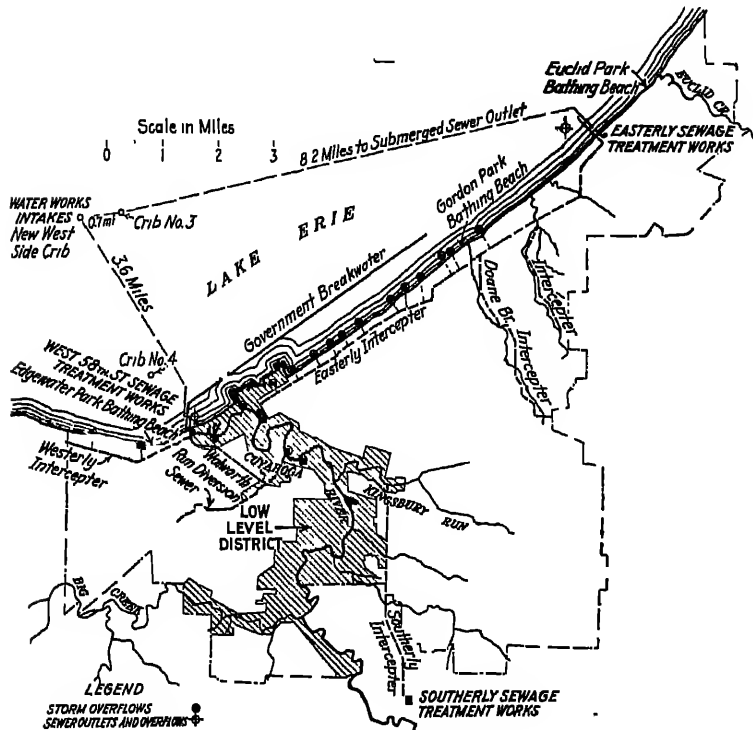 Euclid Park
Bathing Beach
EUCLID CR.
Scale in Miles
0 1 2 3
8.2 Miles to Submerged Sewer Outlet
EASTERLY SEWAGE
TREATMENT WORKS
WATER WORKS
INTAKES
New West
Side Crib
0.7mi
Crib No. 3
3.6 Miles
LAKE ERIE
Gordon Park
Bathing Beach
Government Breakwater
Doane Br. Intercepter
Intercepter
Easterly Intercepter
Crib No. 4
WEST 58TH ST SEWAGE
TREATMENT WORKS
Edgewater Park Bathing Beach
Westerly
Intercepter
Walworth
Run Diversion
Sewer
CUYAHOGA
RIVER
KINGSBURY
RUN
LOW
LEVEL
DISTRICT
BIG
CREEK
Southerly
Intercepter
SOUTHERLY SEWAGE
TREATMENT WORKS
LEGEND
STORM OVERFLOWS
SEWER OUTLETS AND OVERFLOWS